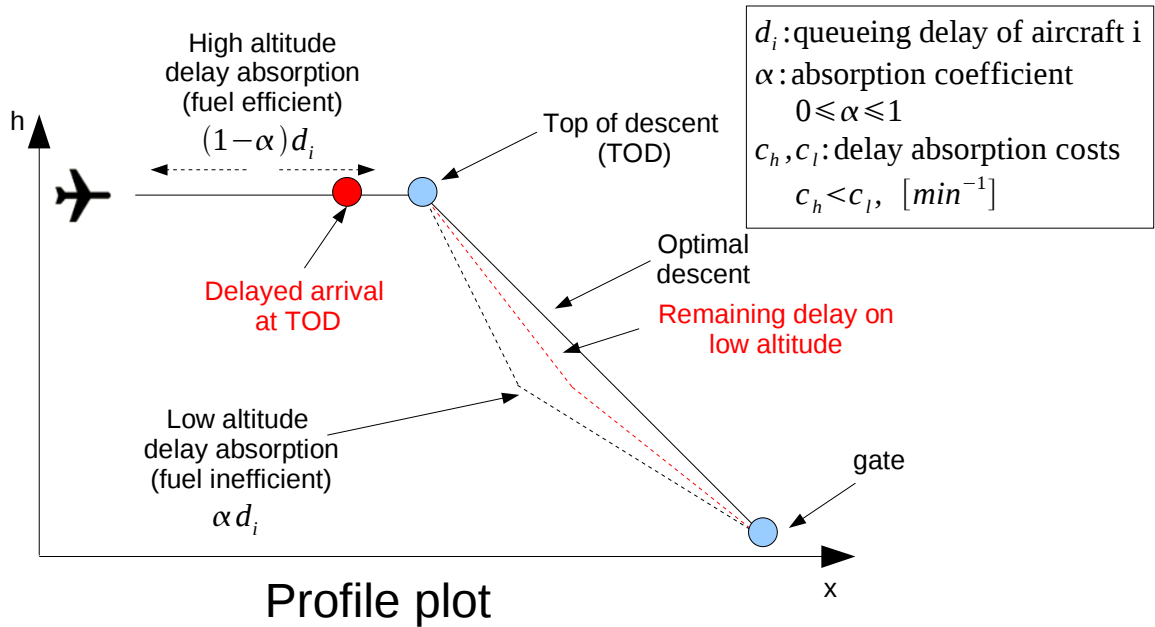 High altitude
delay absorption
(fuel efficient)
(1−α)d_i
h
Top of descent
(TOD)
d_i:queueing delay of aircraft i
α:absorption coefficient
0⩽α⩽1
c_h,c_l:delay absorption costs
c_h<c_l, [min^{−1}]
Delayed arrival
at TOD
Optimal
descent
Remaining delay on
low altitude
Low altitude
delay absorption
(fuel inefficient)
αd_i
gate
x
Profile plot